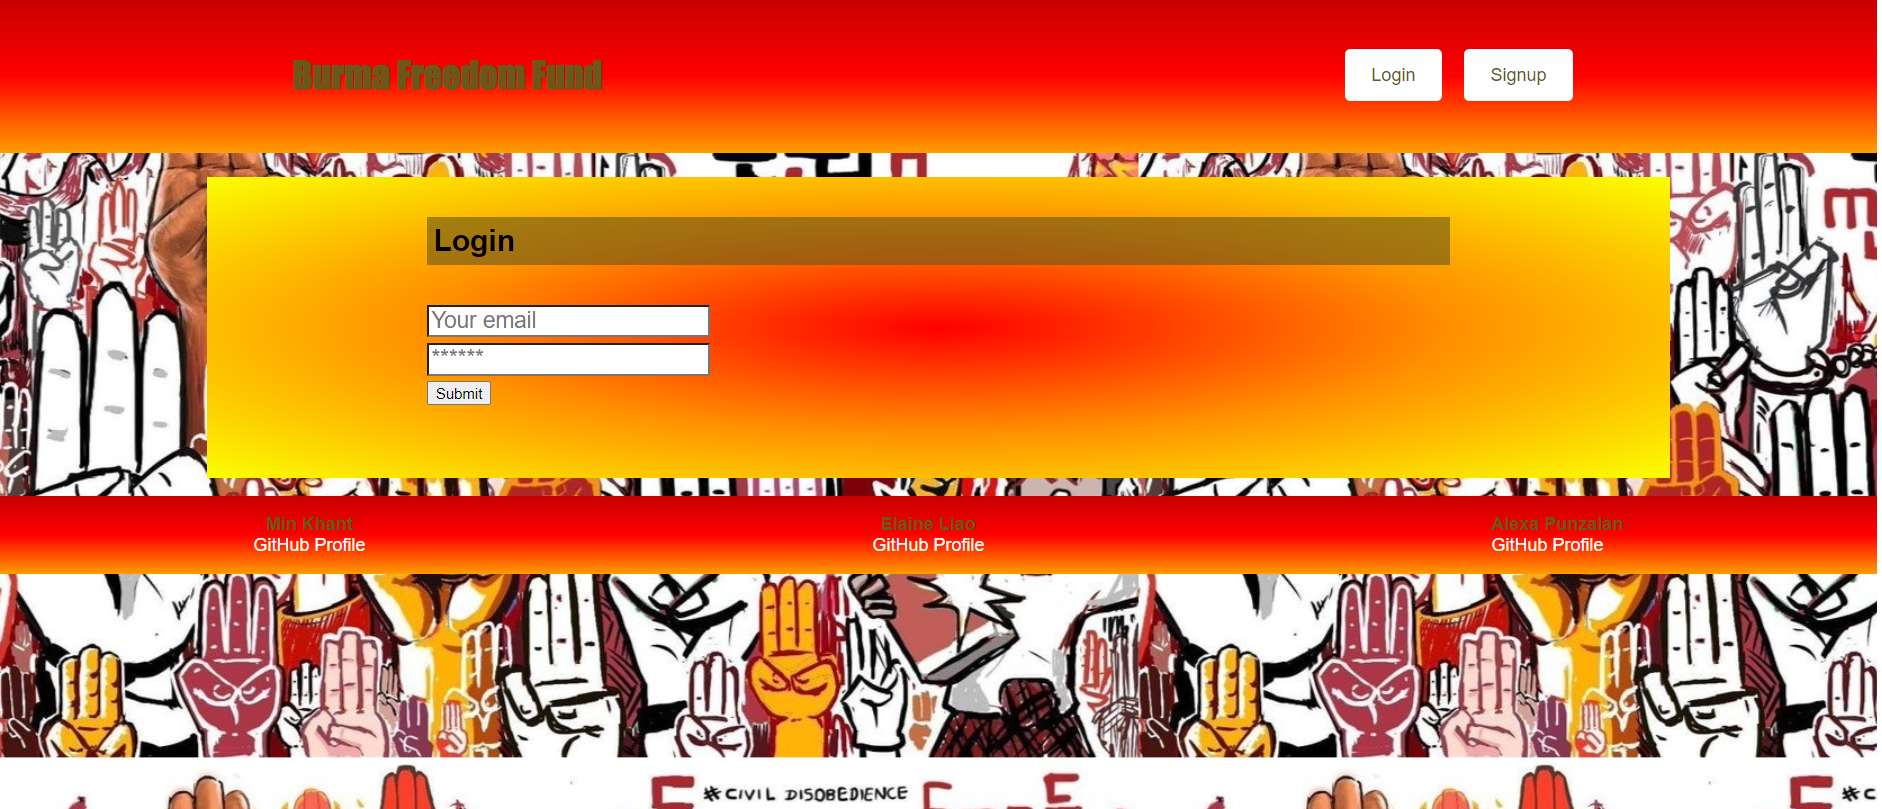 Burma Freedom Fund
Login
Signup
Login
Your email
******
Submit
Min Khant
GitHub Profile
Elaine Liao
GitHub Profile
Alexa Punzalan
GitHub Profile
#CIVIL DISOBEDIENCE